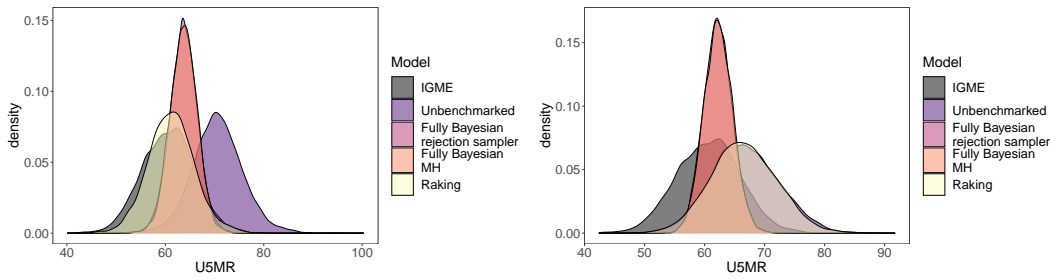 0.15
0.10
0.05
0.00
density
40
60
80
100
U5MR
Model
IGME
Unbenchmarked
Fully Bayesian
rejection sampler
Fully Bayesian
MH
Raking
0.15
0.10
0.05
0.00
density
40
50
60
70
80
90
U5MR
Model
IGME
Unbenchmarked
Fully Bayesian
rejection sampler
Fully Bayesian
MH
Raking